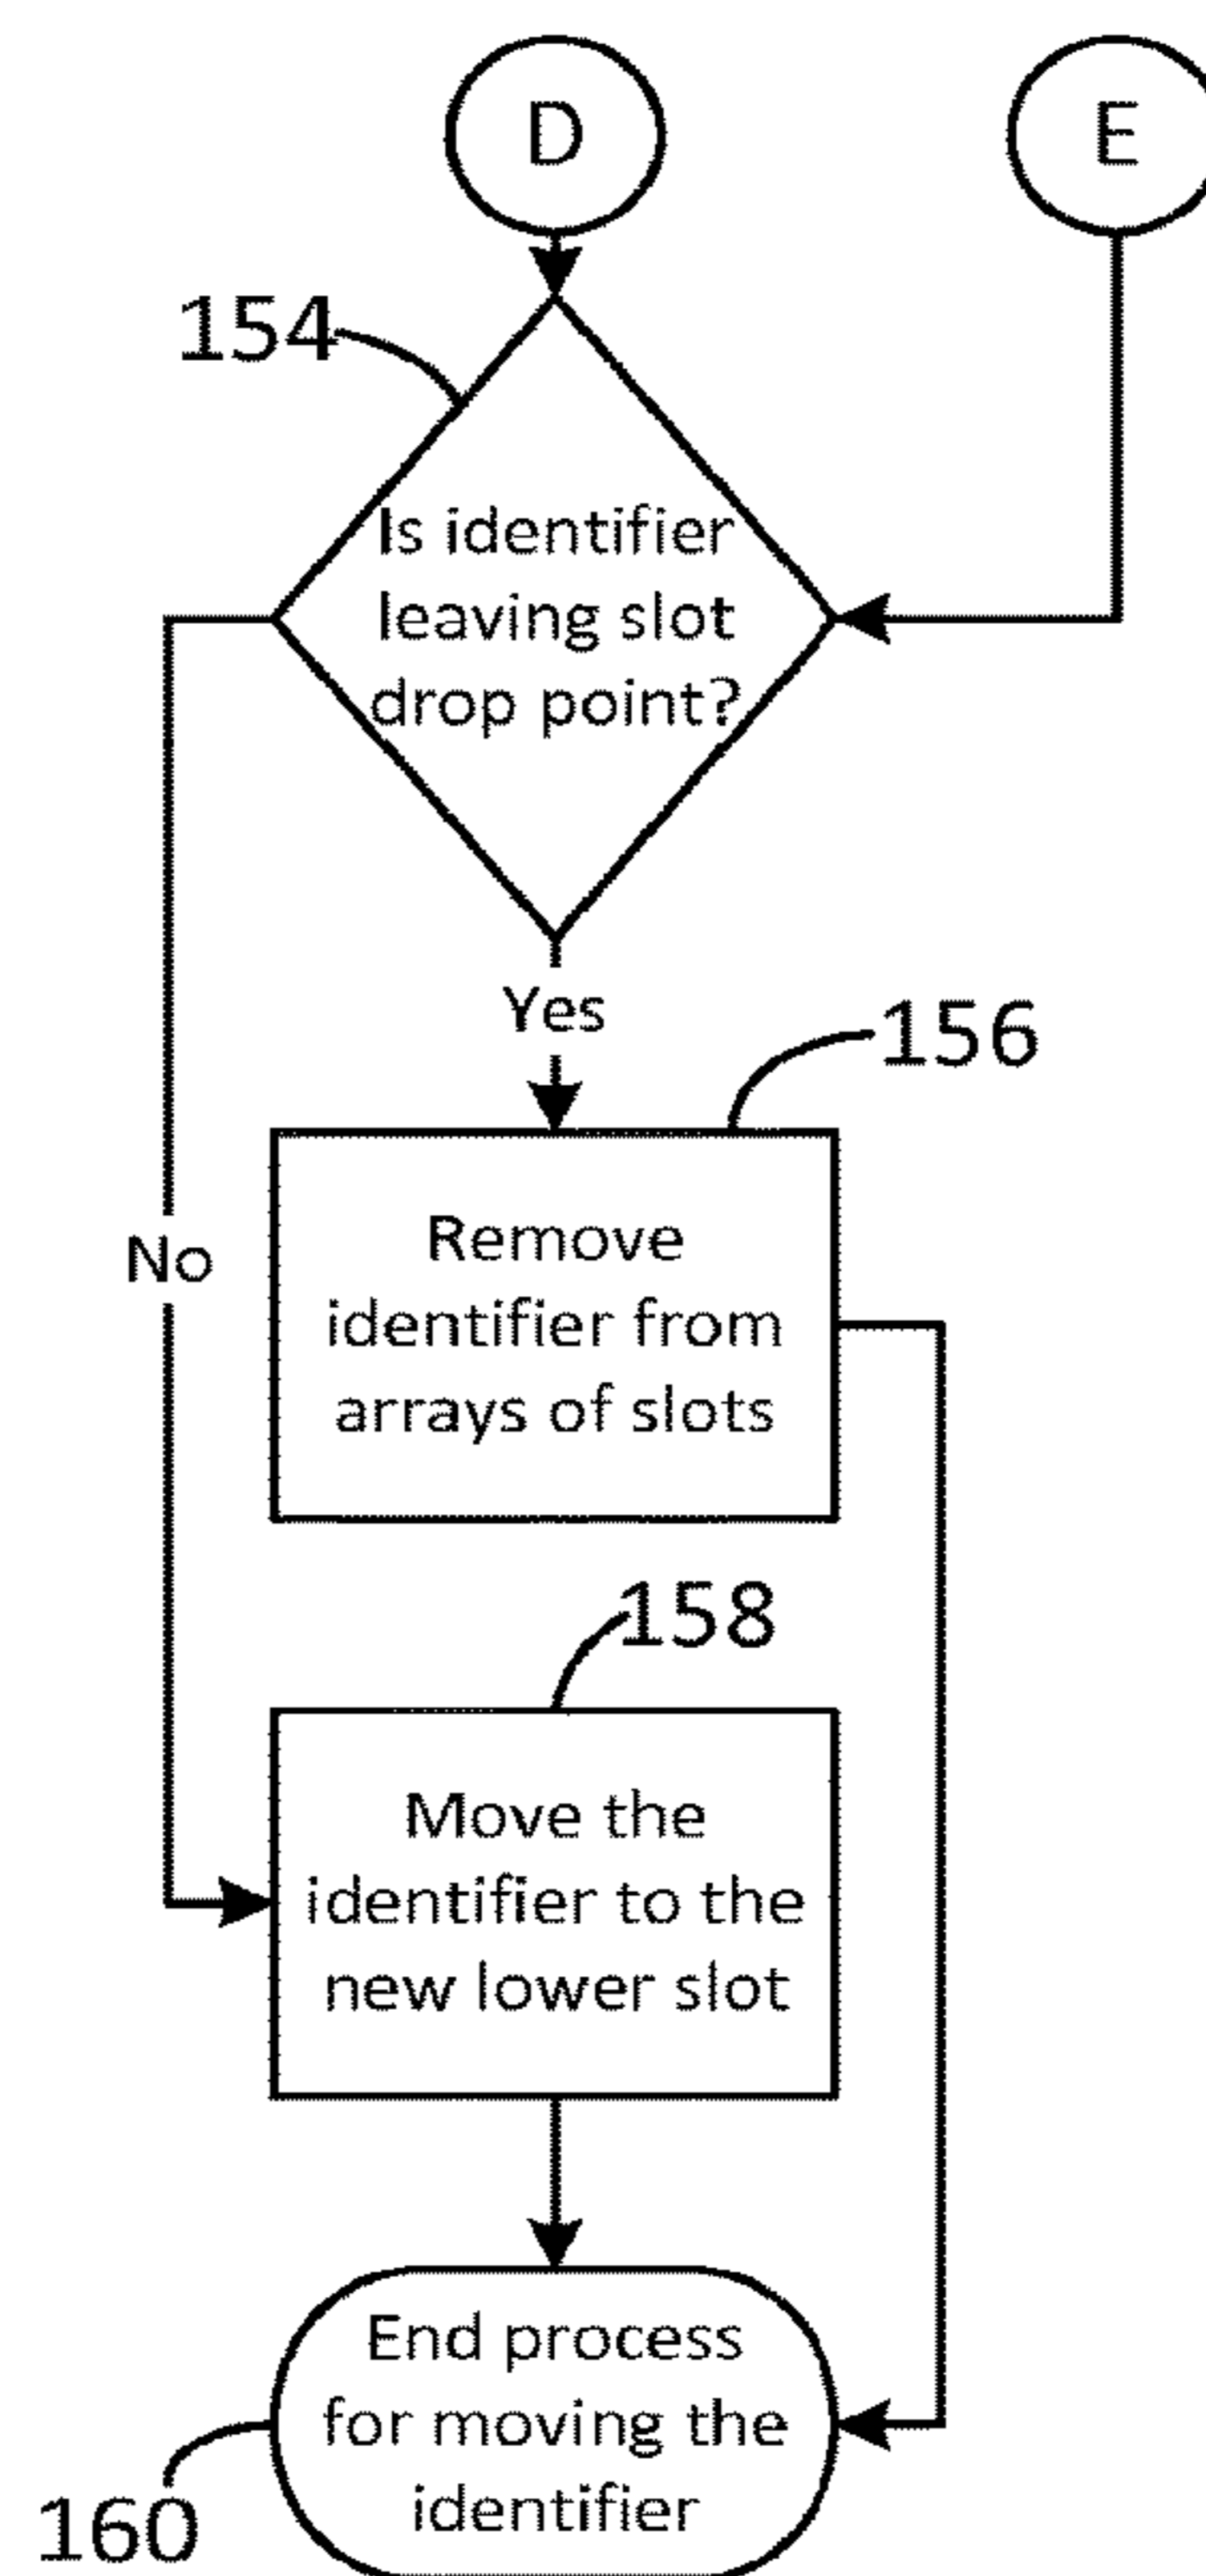 D
E
154
Is identifier
leaving slot
drop point?
Yes
156
No
Remove
identifier from
arrays of slots
158
Move the
identifier to the
new lower slot
End process
for moving the
identifier
160